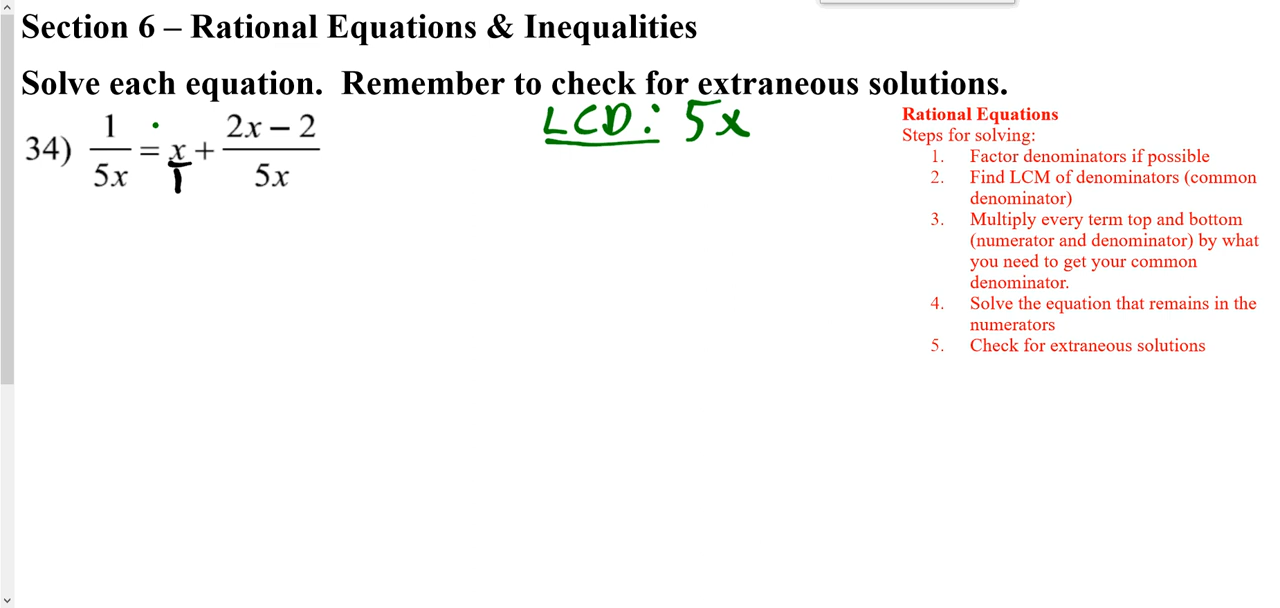 Section 6 – Rational Equations & Inequalities
Solve each equation.  Remember to check for extraneous solutions.
LCD: 5x
34) 1/5x = x/1 + 2x – 2/5x
Rational Equations
Steps for solving:
1. Factor denominators if possible
2. Find LCM of denominators (common
denominator)
3. Multiply every term top and bottom
(numerator and denominator) by what
you need to get your common
denominator.
4. Solve the equation that remains in the
numerators
5. Check for extraneous solutions